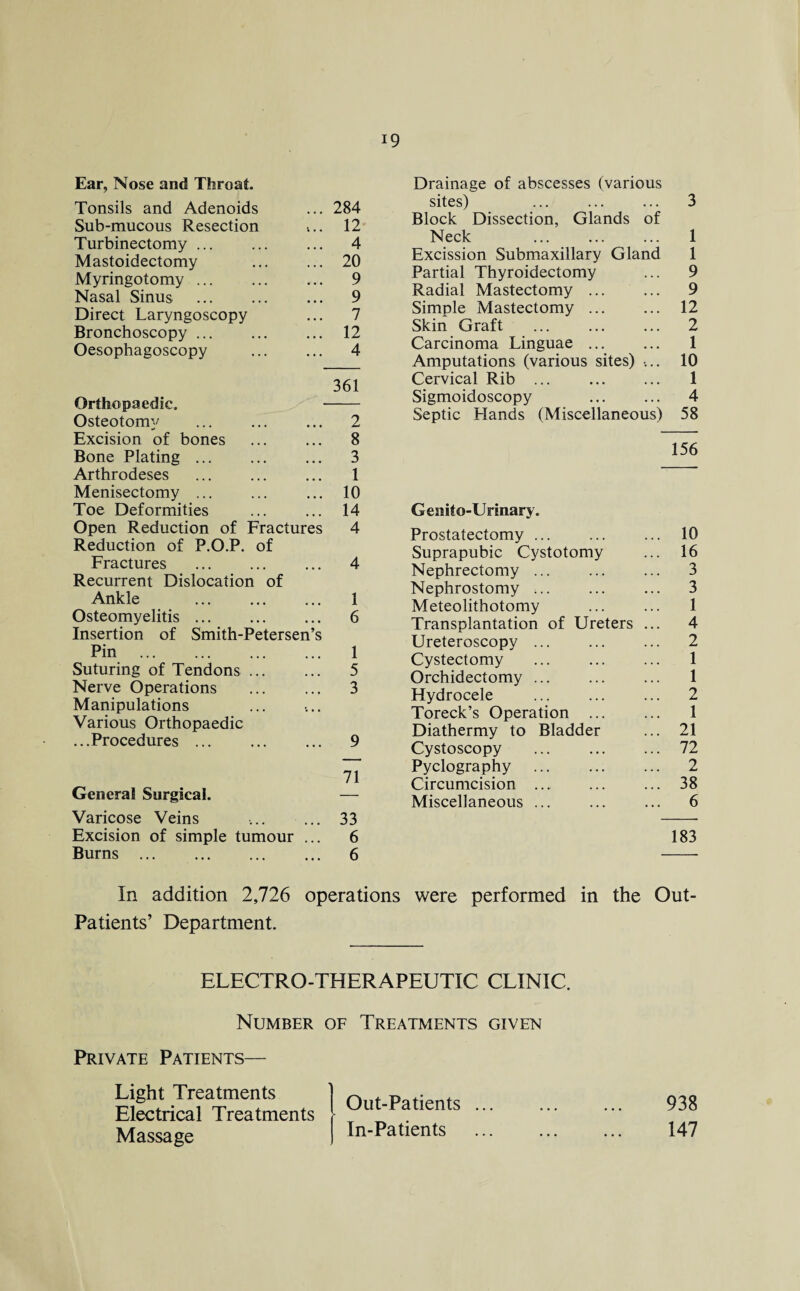 19
Ear, Nose and Throat.
Tonsils and Adenoids ... 284
Sub-mucous Resection ... 12
Turbinectomy ... ... ... 4
Mastoidectomy ... ... 20
Myringotomy ... ... ... 9
Nasal Sinus ... ... ... 9
Direct Laryngoscopy ... 7
Bronchoscopy ... ... ... 12
Oesophagoscopy ... ... 4
361
Orthopaedic.
Osteotomy ... ... ... 2
Excision of bones ... ... 8
Bone Plating ... ... ... 3
Arthrodeses ... ... ... 1
Menisectomy ... ... ... 10
Toe Deformities ... ... 14
Open Reduction of Fractures 4
Reduction of P.O.P. of
Fractures ... ... ... 4
Recurrent Dislocation of
Ankle ... ... ... 1
Osteomyelitis ... ... ... 6
Insertion of Smith-Petersen's
Pin ... ... ... ... 1
Suturing of Tendons ... ... 5
Nerve Operations ... ... 3
Manipulations ... ...
Various Orthopaedic
...Procedures ... ... ... 9
71
General Surgical.
Varicose Veins ... ... 33
Excision of simple tumour ... 6
Burns ... ... ... ... 6
Drainage of abscesses (various
sites) ... ... ... 3
Block Dissection, Glands of
Neck ... ... ... 1
Excission Submaxillary Gland 1
Partial Thyroidectomy ... 9
Radial Mastectomy ... ... 9
Simple Mastectomy ... ... 12
Skin Graft ... ... ... 2
Carcinoma Linguae ... ... 1
Amputations (various sites) ... 10
Cervical Rib ... ... ... 1
Sigmoidoscopy ... ... 4
Septic Hands (Miscellaneous) 58
156
Genito-Urinary.
Prostatectomy ... ... ... 10
Suprapubic Cystotomy ... 16
Nephrectomy ... ... ... 3
Nephrostomy ... ... ... 3
Meteolithotomy ... ... 1
Transplantation of Ureters ... 4
Ureteroscopy ... ... ... 2
Cystectomy ... ... ... 1
Orchidectomy ... ... ... 1
Hydrocele ... ... ... 2
Toreck's Operation ... ... 1
Diathermy to Bladder ... 21
Cystoscopy ... ... ... 72
Pyclography ... ... ... 2
Circumcision ... ... ... 38
Miscellaneous ... ... ... 6
183
In addition 2,726 operations were performed in the Out-
Patients' Department.
ELECTRO-THERAPEUTIC CLINIC.
Number of Treatments given
Private Patients—
Light Treatments
Electrical Treatments
Massage
Out-Patients ... ... ... 938
In-Patients ... ... ... 147